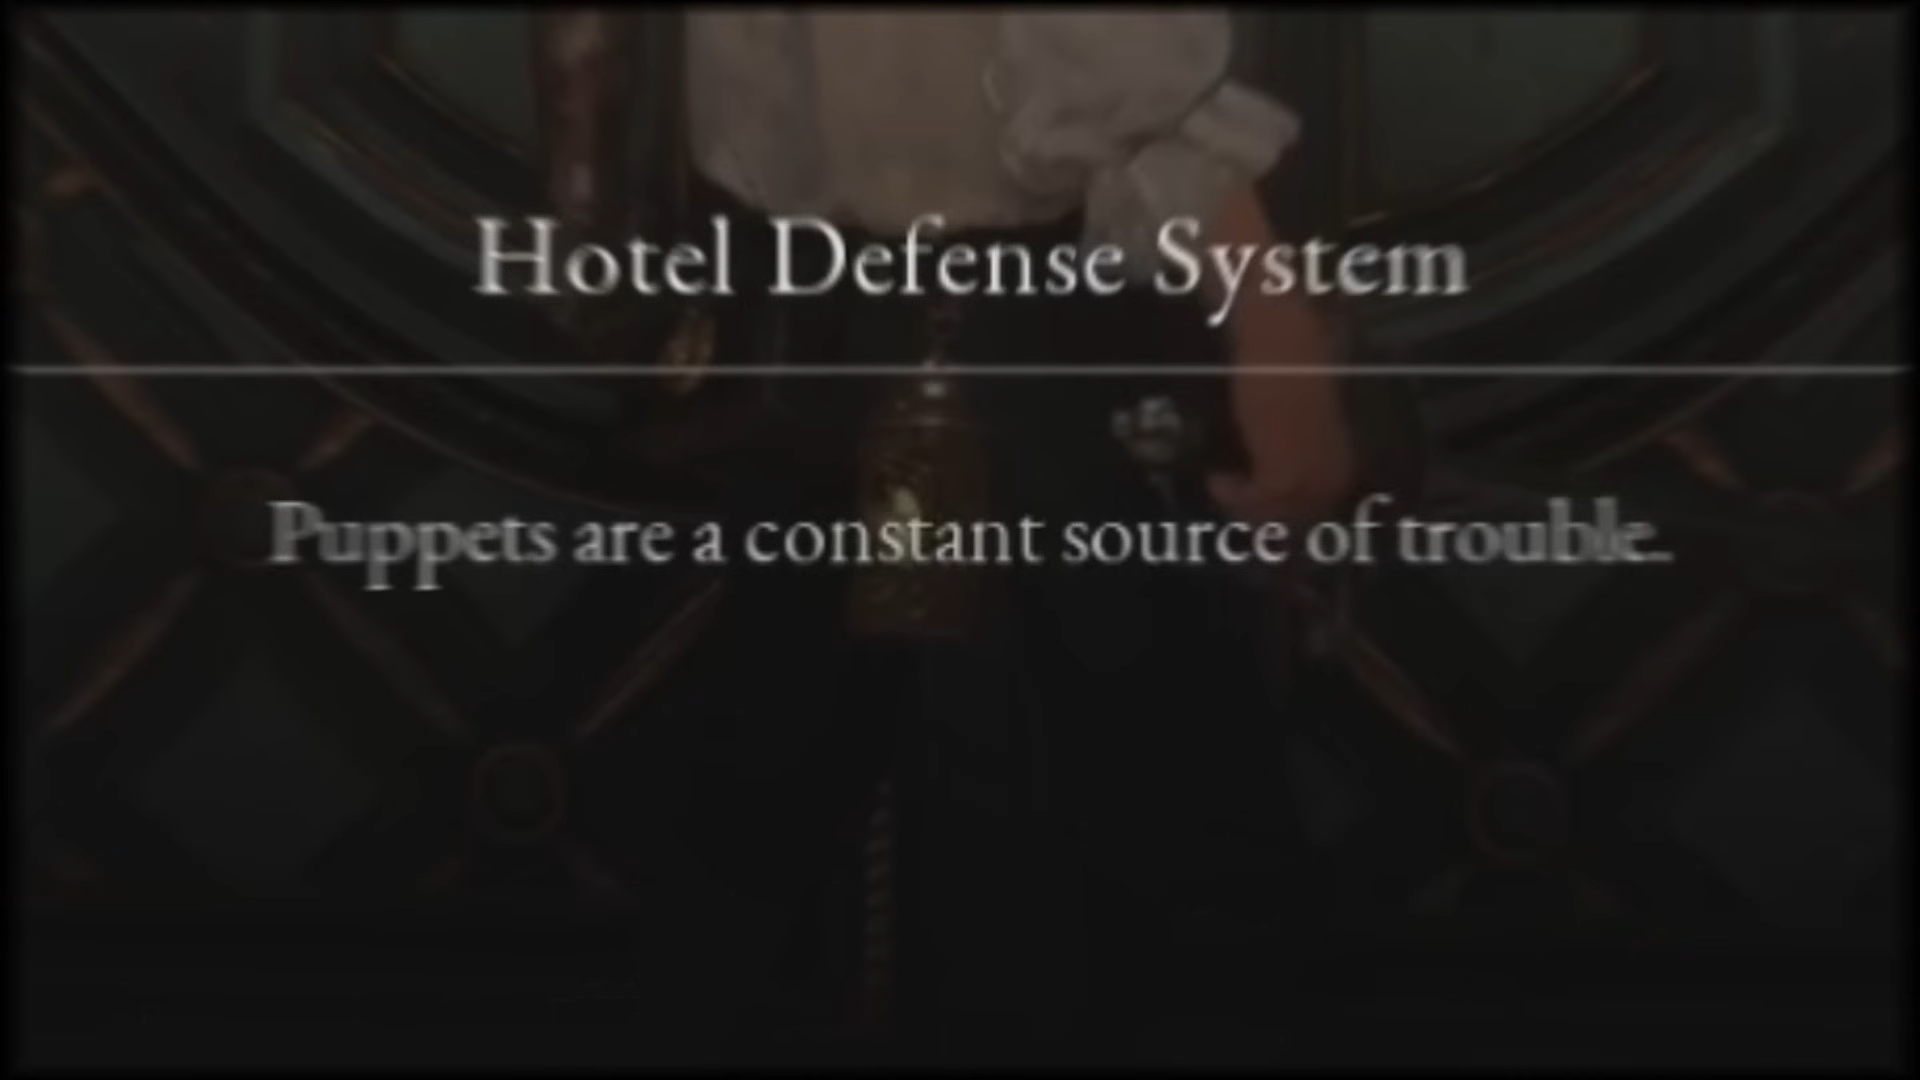 Hotel Defense System
Puppets are a constant source of trouble.